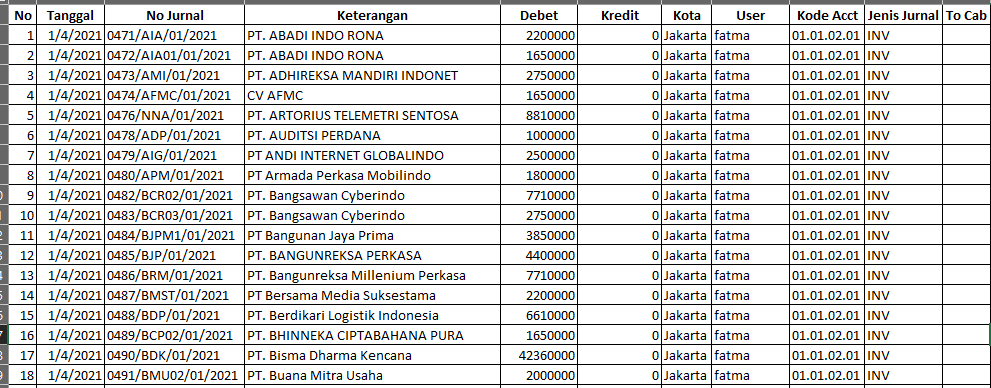 No Tanggal No Jurnal Keterangan Debet Kredit Kota User Kode Acct Jenis Jurnal To Cab
1 1/4/2021 0471/AIA/01/2021 PT. ABADI INDO RONA 2200000 0 Jakarta fatma 01.01.02.01 INV
2 1/4/2021 0472/AIA01/01/2021 PT. ABADI INDO RONA 1650000 0 Jakarta fatma 01.01.02.01 INV
3 1/4/2021 0473/AMI/01/2021 PT. ADHIREKSA MANDIRI INDONET 2750000 0 Jakarta fatma 01.01.02.01 INV
4 1/4/2021 0474/AFMC/01/2021 CV AFMC 1650000 0 Jakarta fatma 01.01.02.01 INV
5 1/4/2021 0476/NNA/01/2021 PT. ARTORIUS TELEMETRI SENTOSA 8810000 0 Jakarta fatma 01.01.02.01 INV
6 1/4/2021 0478/ADP/01/2021 PT. AUDITSI PERDANA 1000000 0 Jakarta fatma 01.01.02.01 INV
7 1/4/2021 0479/AIG/01/2021 PT ANDI INTERNET GLOBALINDO 2500000 0 Jakarta fatma 01.01.02.01 INV
8 1/4/2021 0480/APM/01/2021 PT Armada Perkasa Mobilindo 1800000 0 Jakarta fatma 01.01.02.01 INV
9 1/4/2021 0482/BCR02/01/2021 PT. Bangsawan Cyberindo 7710000 0 Jakarta fatma 01.01.02.01 INV
10 1/4/2021 0483/BCR03/01/2021 PT. Bangsawan Cyberindo 2750000 0 Jakarta fatma 01.01.02.01 INV
11 1/4/2021 0484/BJPM1/01/2021 PT Bangunan Jaya Prima 3850000 0 Jakarta fatma 01.01.02.01 INV
12 1/4/2021 0485/BJP/01/2021 PT. BANGUNREKSA PERKASA 4400000 0 Jakarta fatma 01.01.02.01 INV
13 1/4/2021 0486/BRM/01/2021 PT. Bangunreksa Millenium Perkasa 7710000 0 Jakarta fatma 01.01.02.01 INV
14 1/4/2021 0487/BMST/01/2021 PT Bersama Media Suksestama 2200000 0 Jakarta fatma 01.01.02.01 INV
15 1/4/2021 0488/BDP/01/2021 PT. Berdikari Logistik Indonesia 6610000 0 Jakarta fatma 01.01.02.01 INV
16 1/4/2021 0489/BCP02/01/2021 PT. BHINNEKA CIPTABAHANA PURA 1650000 0 Jakarta fatma 01.01.02.01 INV
17 1/4/2021 0490/BDK/01/2021 PT. Bisma Dharma Kencana 42360000 0 Jakarta fatma 01.01.02.01 INV
18 1/4/2021 0491/BMU02/01/2021 PT. Buana Mitra Usaha 2000000 0 Jakarta fatma 01.01.02.01 INV